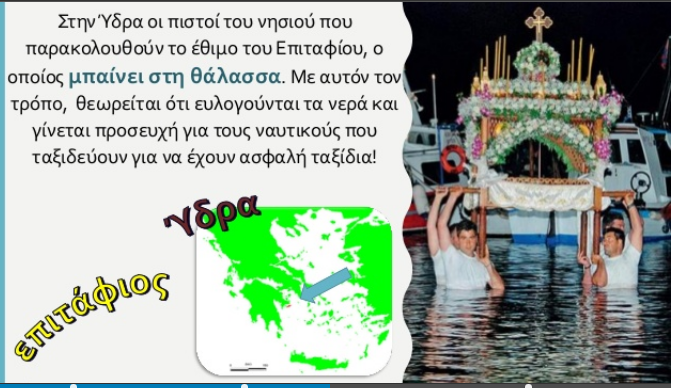 Στην Ύδρα οι πιστοί του νησιού που
παρακολουθούν το έθιμο του Επιταφίου, ο
οποίος μπαίνει στη θάλασσα. Με αυτόν τον
τρόπο, θεωρείται ότι ευλογούνται τα νερά και
γίνεται προσευχή για τους ναυτικούς που
ταξιδεύουν για να έχουν ασφαλή ταξίδια!
Ύδρα
επιτάφιος